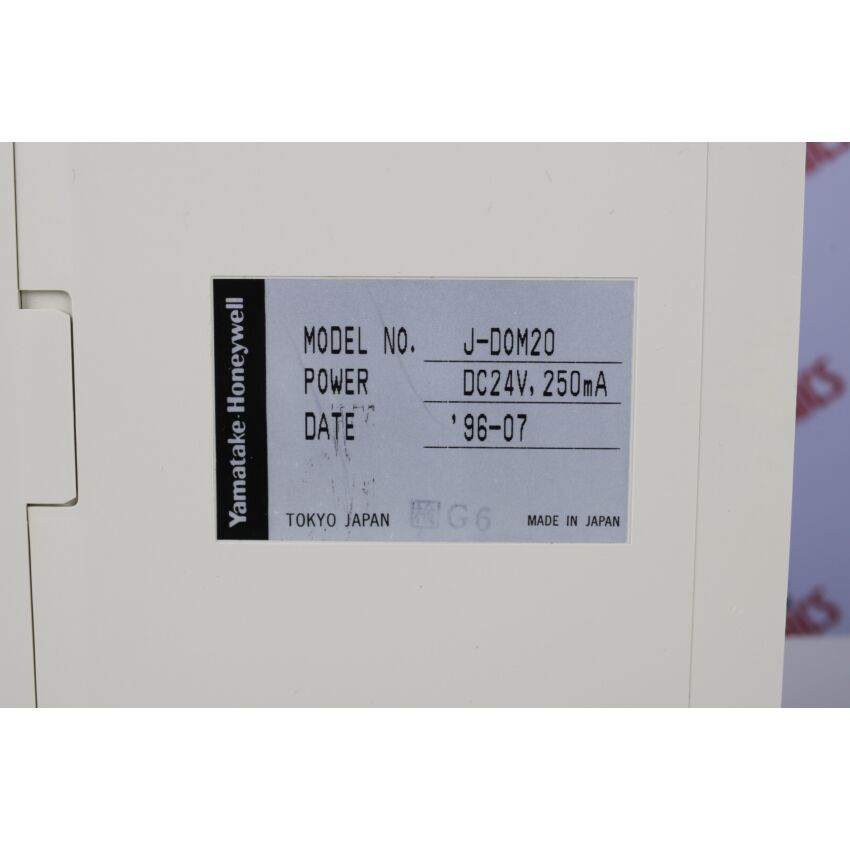 Yamatake·Honeywell
MODEL NO. J-DOM20
POWER DC24V, 250mA
DATE '96-07
TOKYO JAPAN G6 MADE IN JAPAN